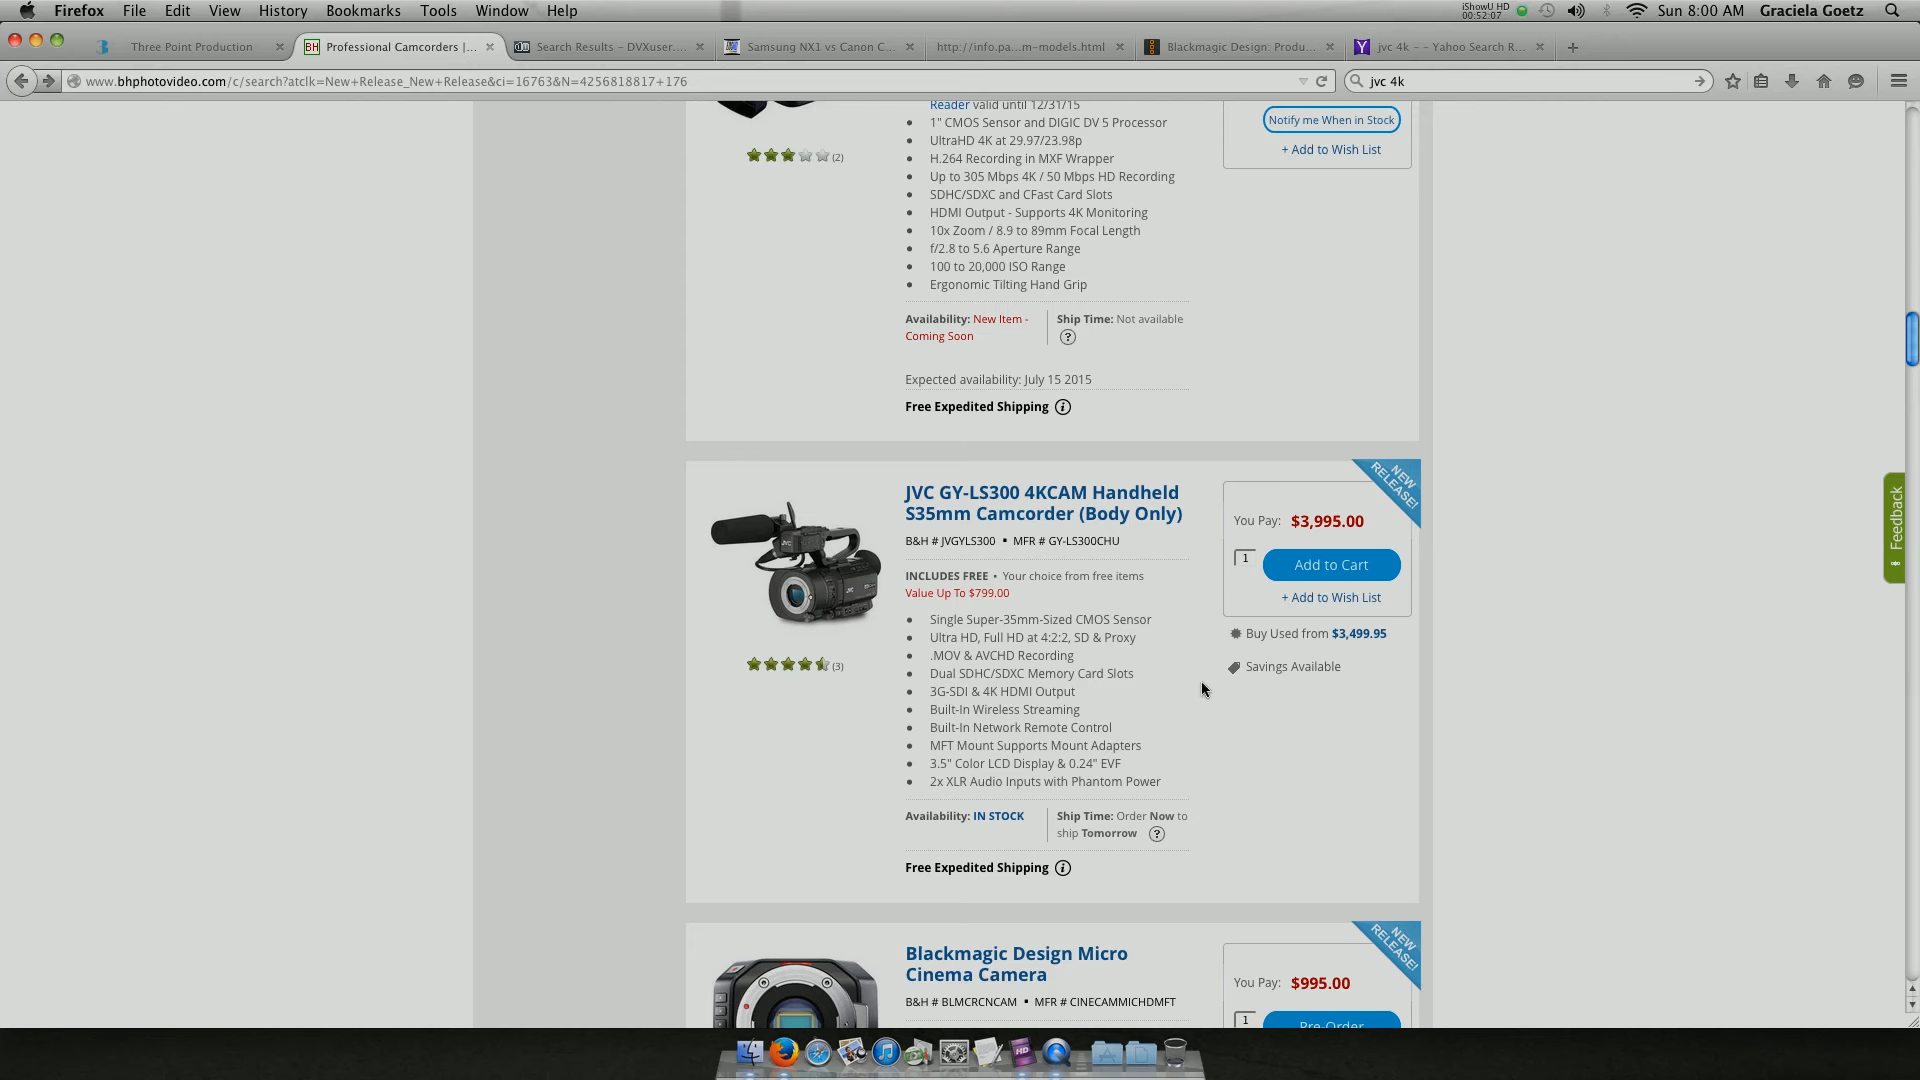 Firefox File Edit View History Bookmarks Tools Window Help iShowU HD 00:52:07 Sun 8:00 AM Graciela Goetz
Three Point Production
BH Professional Camcorders |...
Search Results – DVXuser....
Samsung NX1 vs Canon C...
http://info.pa...m-models.html
Blackmagic Design: Produ...
jvc 4k - - Yahoo Search R...
www.bhphotovideo.com/c/search?atclk=New+Release_New+Release&ci=16763&N=4256818817+176
jvc 4k
Reader valid until 12/31/15
1" CMOS Sensor and DIGIC DV 5 Processor
UltraHD 4K at 29.97/23.98p
H.264 Recording in MXF Wrapper
Up to 305 Mbps 4K / 50 Mbps HD Recording
SDHC/SDXC and CFast Card Slots
HDMI Output - Supports 4K Monitoring
10x Zoom / 8.9 to 89mm Focal Length
f/2.8 to 5.6 Aperture Range
100 to 20,000 ISO Range
Ergonomic Tilting Hand Grip
(2)
Notify me When in Stock
+ Add to Wish List
Availability: New Item -
Coming Soon
Ship Time: Not available
?
Expected availability: July 15 2015
Free Expedited Shipping
JVC GY-LS300 4KCAM Handheld
S35mm Camcorder (Body Only)
B&H # JVGYLS300 ▪ MFR # GY-LS300CHU
INCLUDES FREE • Your choice from free items
Value Up To $799.00
Single Super-35mm-Sized CMOS Sensor
Ultra HD, Full HD at 4:2:2, SD & Proxy
.MOV & AVCHD Recording
Dual SDHC/SDXC Memory Card Slots
3G-SDI & 4K HDMI Output
Built-In Wireless Streaming
Built-In Network Remote Control
MFT Mount Supports Mount Adapters
3.5" Color LCD Display & 0.24" EVF
2x XLR Audio Inputs with Phantom Power
(3)
NEW
RELEASE!
You Pay: $3,995.00
1
Add to Cart
+ Add to Wish List
Buy Used from $3,499.95
Savings Available
Availability: IN STOCK
Ship Time: Order Now to
ship Tomorrow ?
Free Expedited Shipping
Feedback
Blackmagic Design Micro
Cinema Camera
B&H # BLMCRCNCAM ▪ MFR # CINECAMMICHDMFT
NEW
RELEASE!
You Pay: $995.00
1
Pre-Order
HD